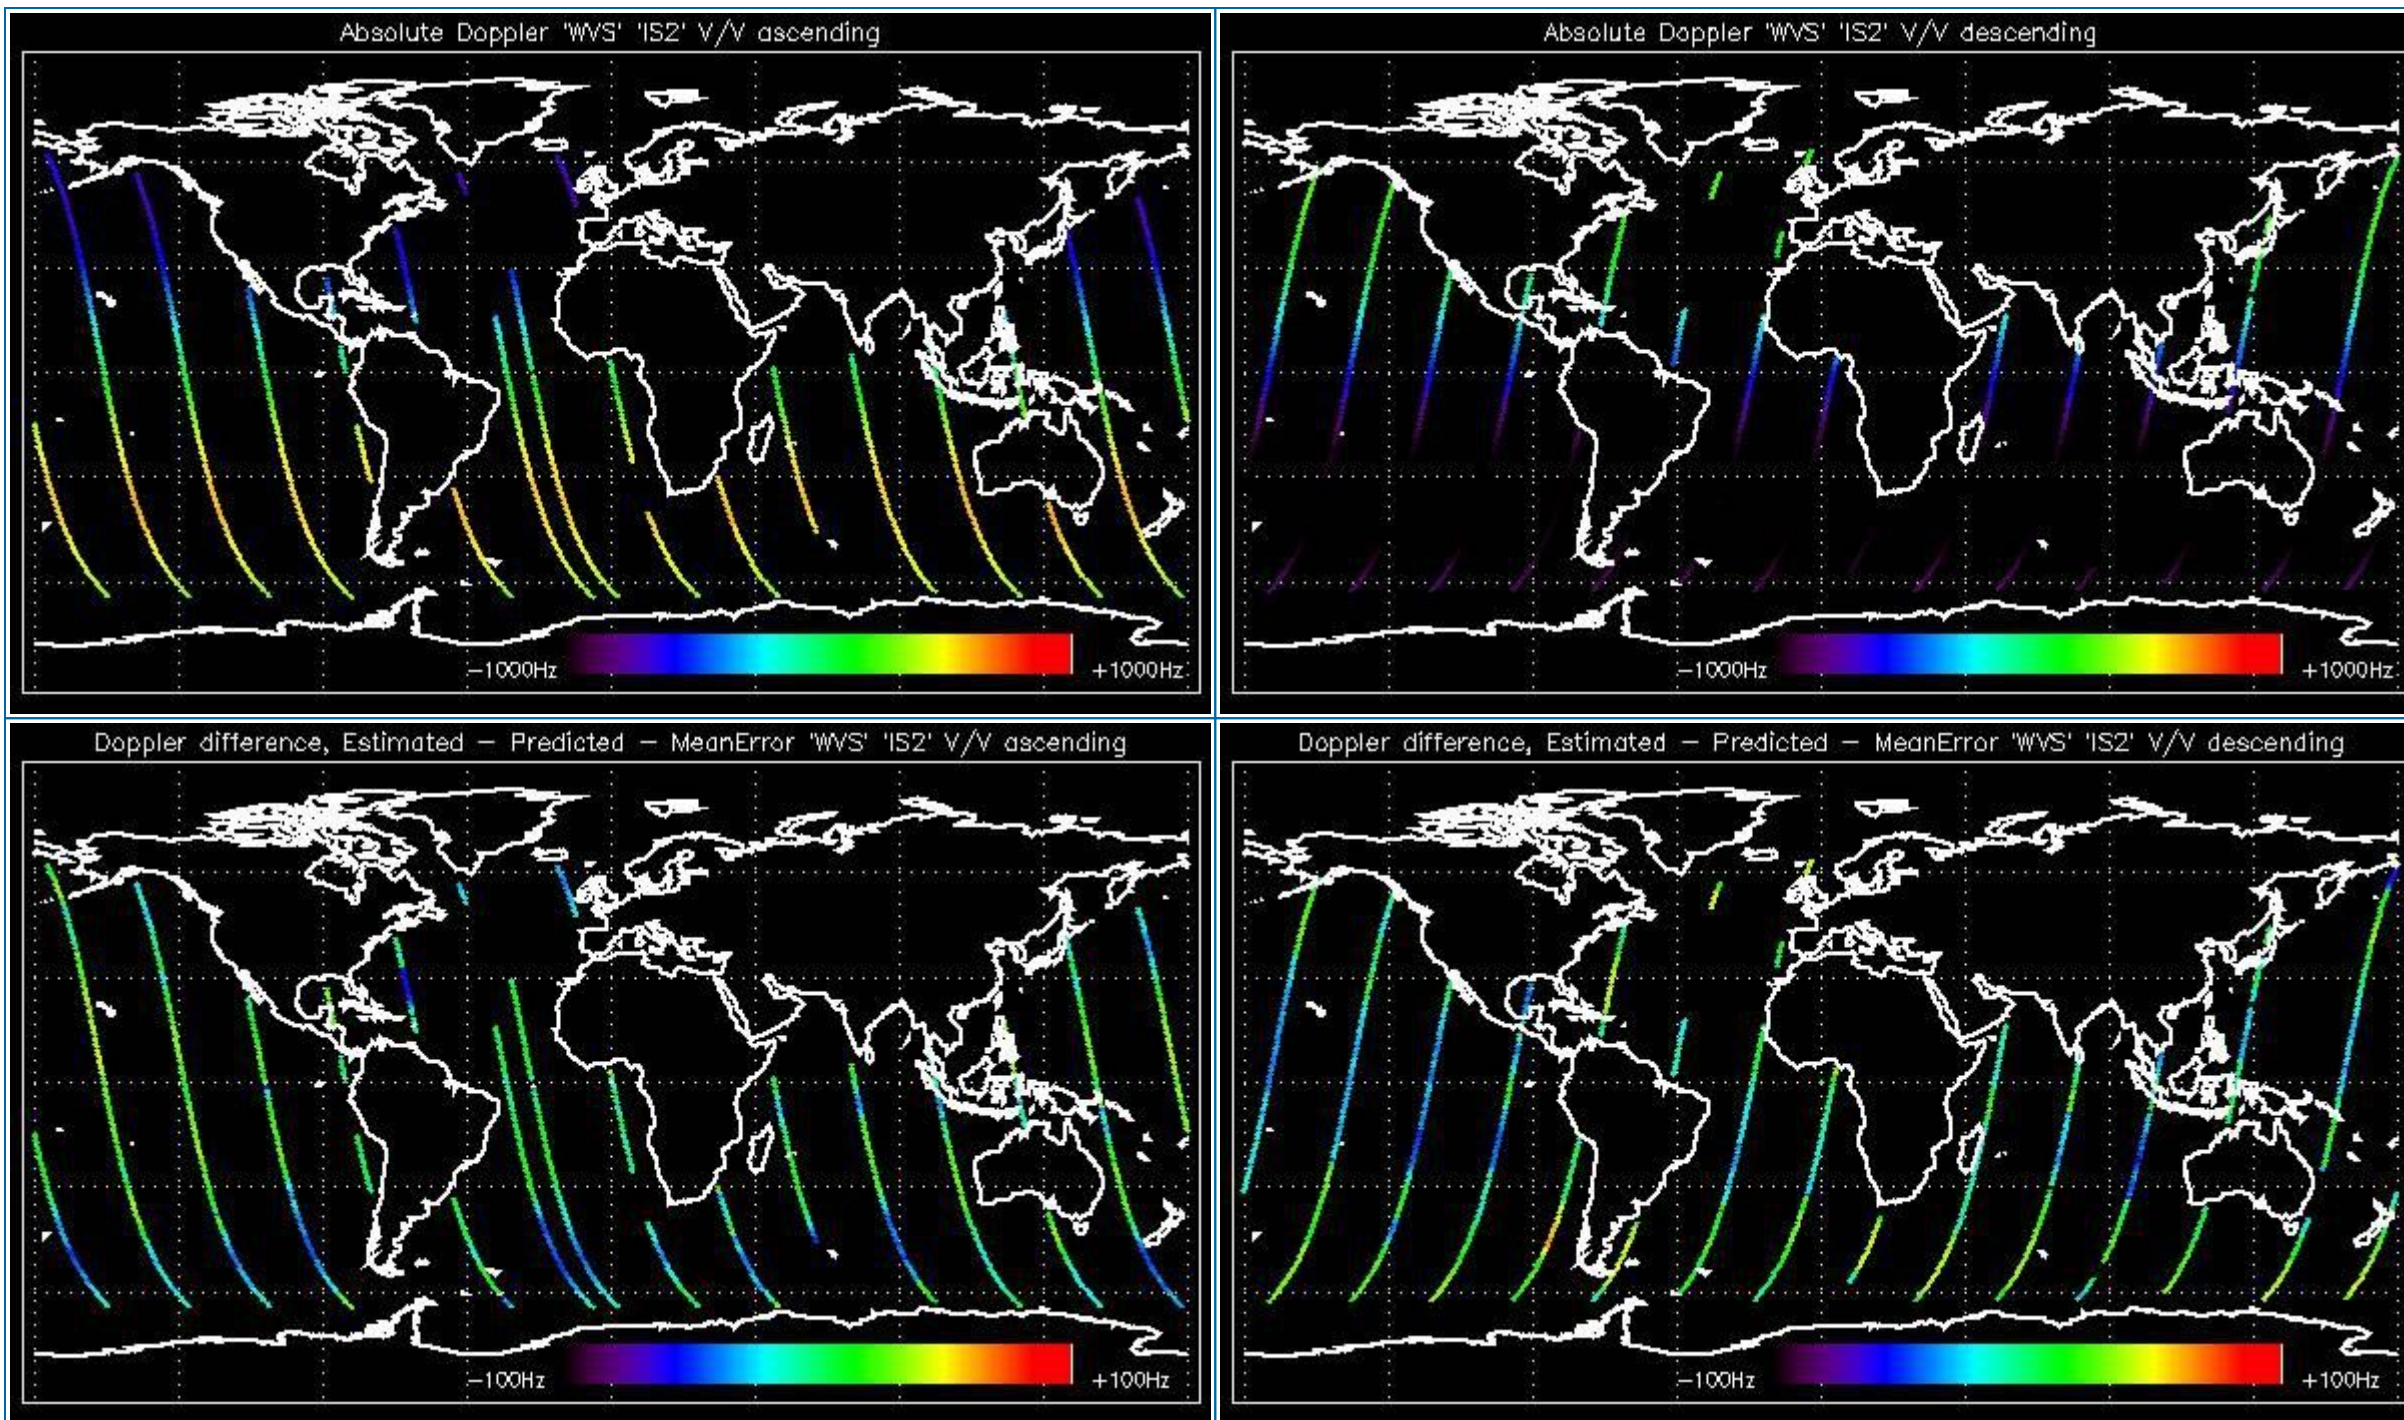 Absolute Doppler 'WVS' 'IS2' V/V ascending
−1000Hz
+1000Hz
Absolute Doppler 'WVS' 'IS2' V/V descending
−1000Hz
+1000Hz
Doppler difference, Estimated − Predicted − MeanError 'WVS' 'IS2' V/V ascending
−100Hz
+100Hz
Doppler difference, Estimated − Predicted − MeanError 'WVS' 'IS2' V/V descending
−100Hz
+100Hz